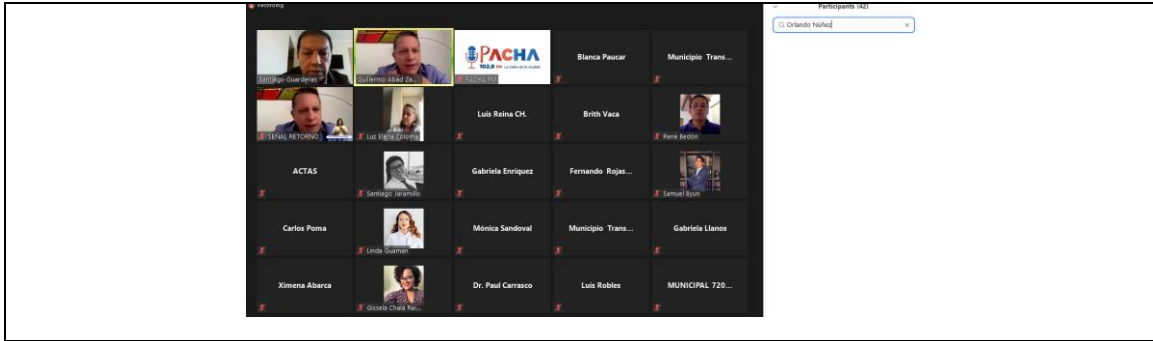 Recording
Participants (42)
Orlando Núñez
Santiago Guarderas
Guillermo Abad Za...
PACHA
102.9 FM
PACHA FM
Blanca Paucar
Municipio Trans...
SEÑAL RETORNO
Luz Elena Coloma
Luis Reina CH.
Brith Vaca
René Bedón
ACTAS
Santiago Jaramillo
Gabriela Enriquez
Fernando Rojas...
Samuel Byun
Carlos Poma
Linda Guaman
Mónica Sandoval
Municipio Trans...
Gabriela Llanos
Ximena Abarca
Gissela Chalá Rei...
Dr. Paul Carrasco
Luis Robles
MUNICIPAL 720...